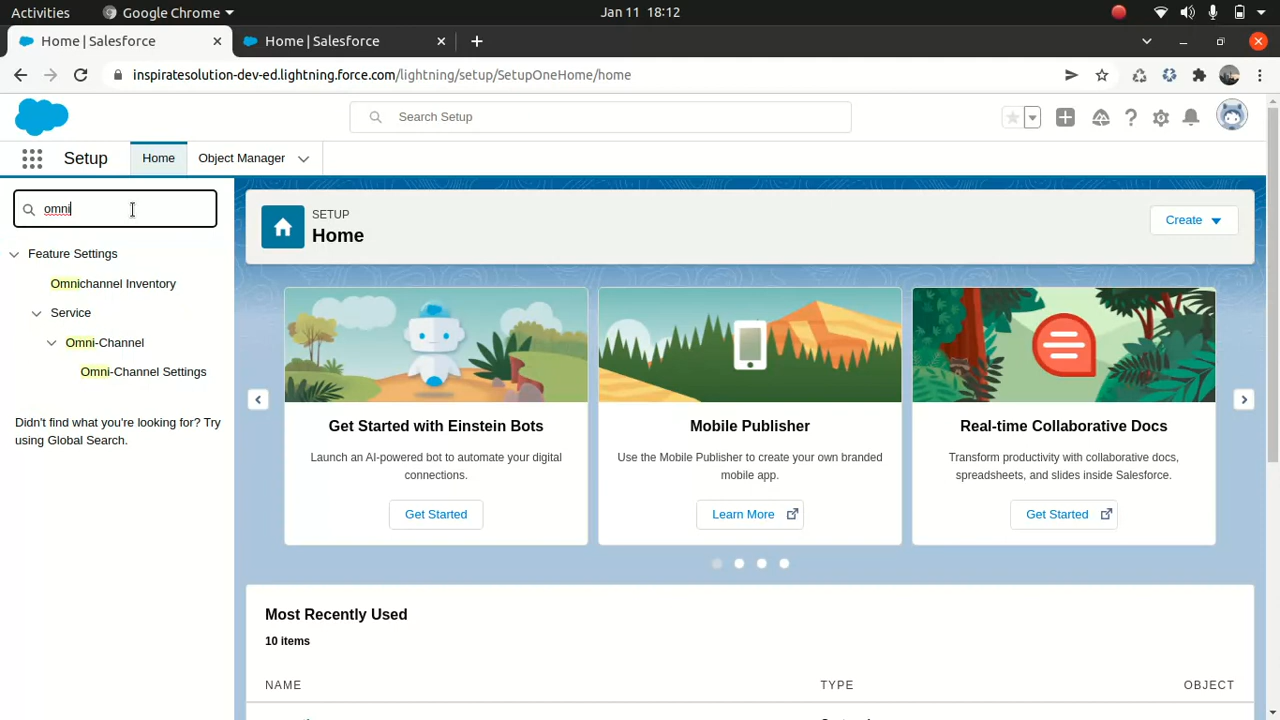 Activities
Google Chrome
Jan 11 18:12
Home | Salesforce
Home | Salesforce
inspiratesolution-dev-ed.lightning.force.com/lightning/setup/SetupOneHome/home
Search Setup
Setup
Home
Object Manager
omni
Feature Settings
Omnichannel Inventory
Service
Omni-Channel
Omni-Channel Settings
Didn't find what you're looking for? Try
using Global Search.
SETUP
Home
Create
Get Started with Einstein Bots
Launch an AI-powered bot to automate your digital
connections.
Get Started
Mobile Publisher
Use the Mobile Publisher to create your own branded
mobile app.
Learn More
Real-time Collaborative Docs
Transform productivity with collaborative docs,
spreadsheets, and slides inside Salesforce.
Get Started
Most Recently Used
10 items
NAME
TYPE
OBJECT